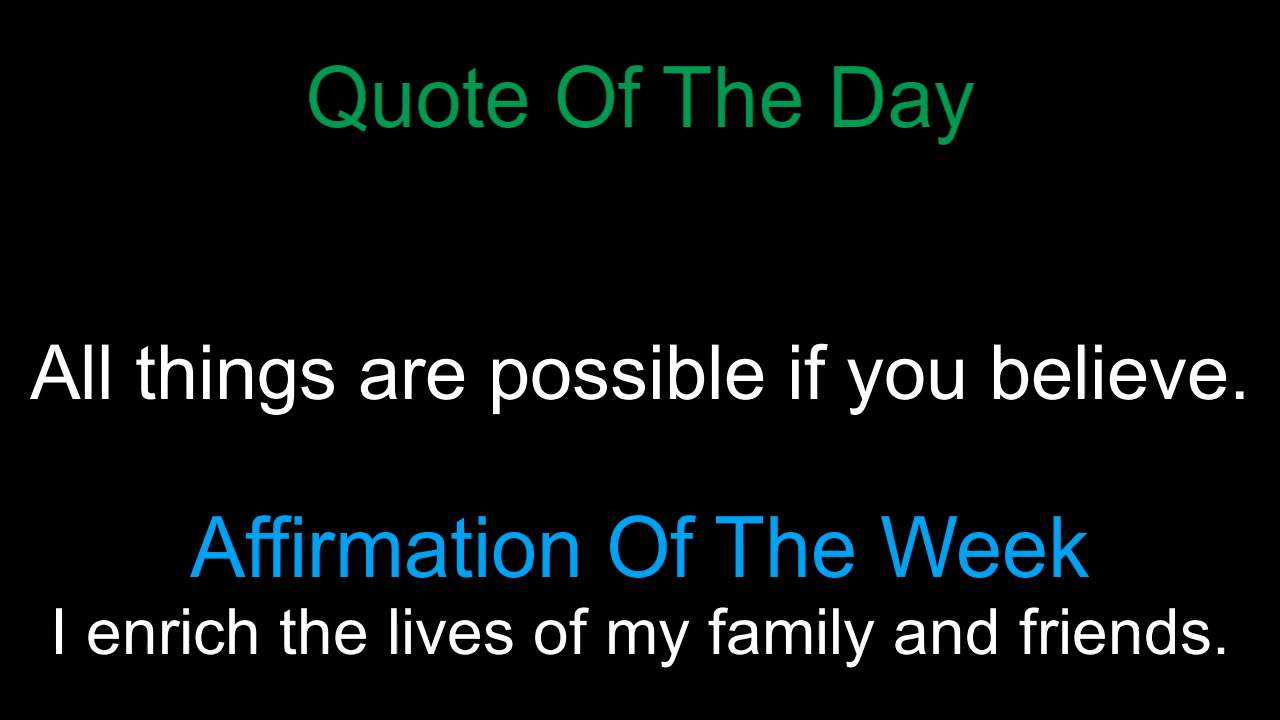 Quote Of The Day
All things are possible if you believe.
Affirmation Of The Week
I enrich the lives of my family and friends.